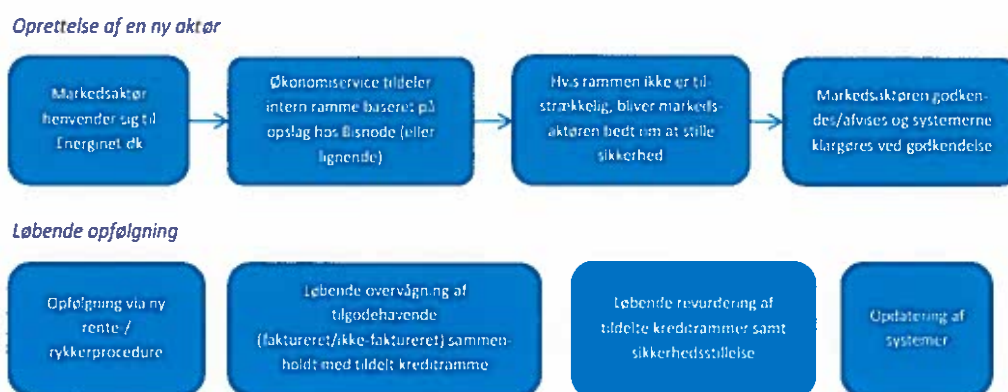 Oprettelse af en ny aktør
Markedsaktør
henvender sig til
Energinet.dk
Økonomiservice tildeler
intern ramme baseret på
opslag hos Bisnode (eller
lignende)
Hvis rammen ikke er til-
strækkelig, bliver markeds-
aktøren bedt om at stille
sikkerhed
Markedsaktøren godken-
des/afvises og systemerne
klargøres ved godkendelse
Løbende opfølgning
Opfølgning via ny
rente-/
rykkerprocedure
Løbende overvågning af
tilgodehavende
(faktureret/ikke-faktureret) sammen-
holdt med tildelt kreditramme
Løbende revurdering af
tildelte kreditrammer samt
sikkerhedsstillelse
Opdatering af
systemer